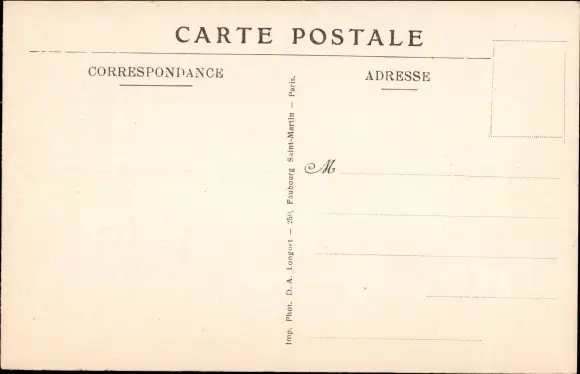 CARTE POSTALE
CORRESPONDANCE
ADRESSE
Imp. Phot. D. A. Longuet — 250, Faubourg Saint-Martin — Paris.
M